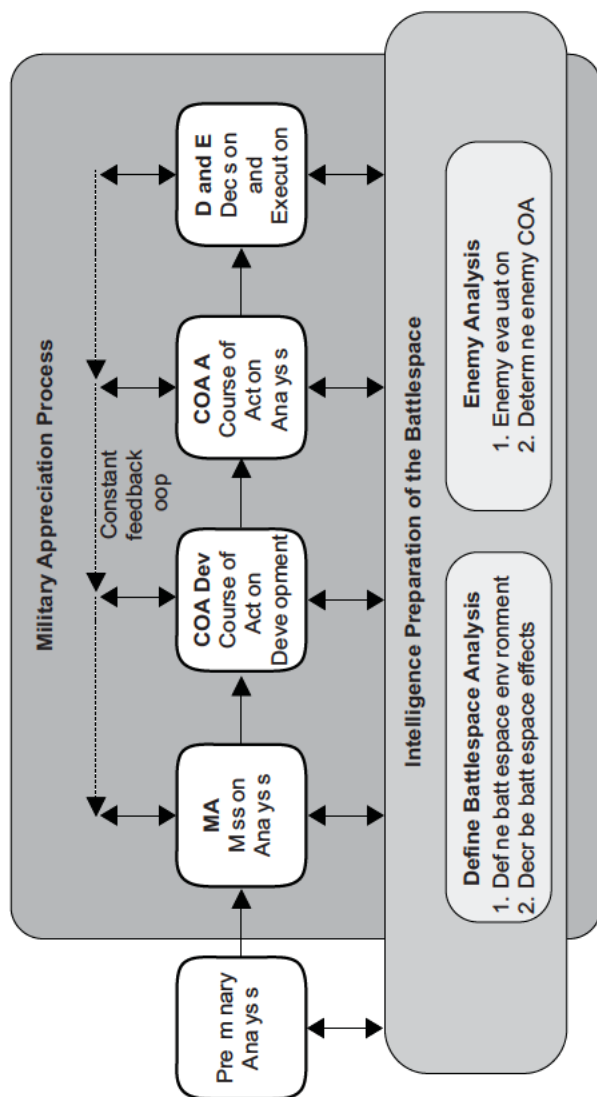 Military Appreciation Process
Constant
feedback
oop
Pre m nary
Ana ys s
MA
M ss on
Ana ys s
COA Dev
Course of
Act on
Deve opment
COA A
Course of
Act on
Ana ys s
D and E
Dec s on
and
Execut on
Intelligence Preparation of the Battlespace
Define Battlespace Analysis
1. Def ne batt espace env ronment
2. Decr be batt espace effects
Enemy Analysis
1. Enemy eva uat on
2. Determ ne enemy COA